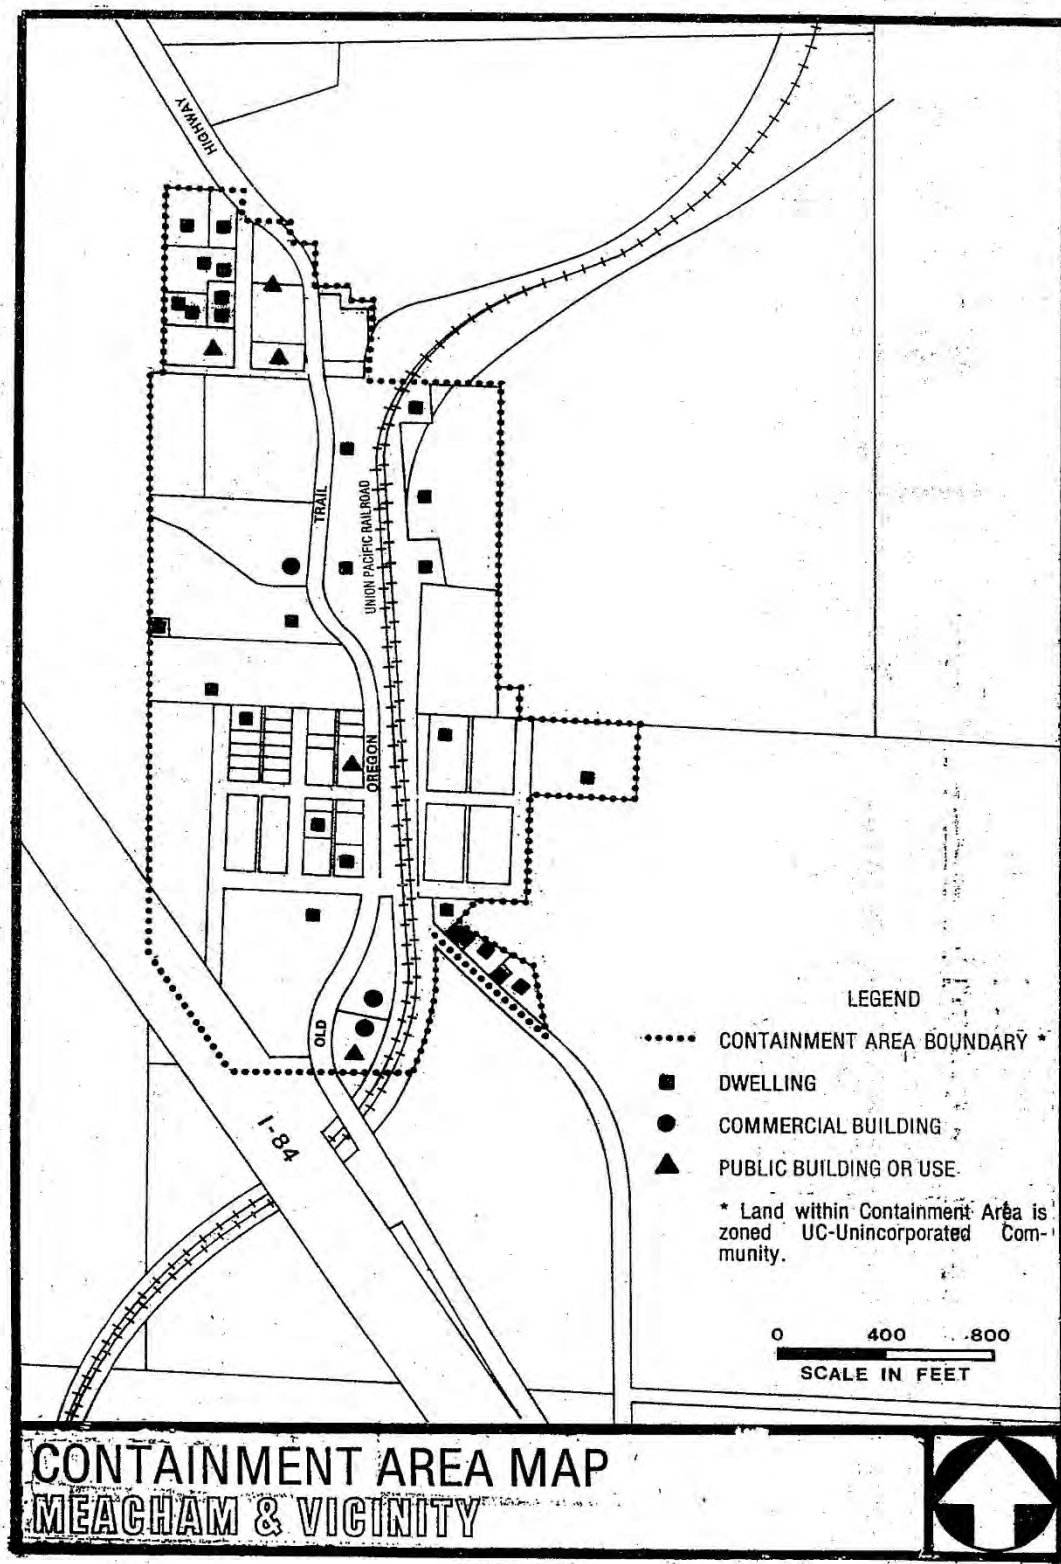 HIGHWAY
TRAIL
UNION PACIFIC RAILROAD
OREGON
OLD
I-84
LEGEND
CONTAINMENT AREA BOUNDARY *
DWELLING
COMMERCIAL BUILDING
PUBLIC BUILDING OR USE
* Land within Containment Area is
zoned UC-Unincorporated Com-
munity.
0 400 800
SCALE IN FEET
CONTAINMENT AREA MAP
MEACHAM & VICINITY